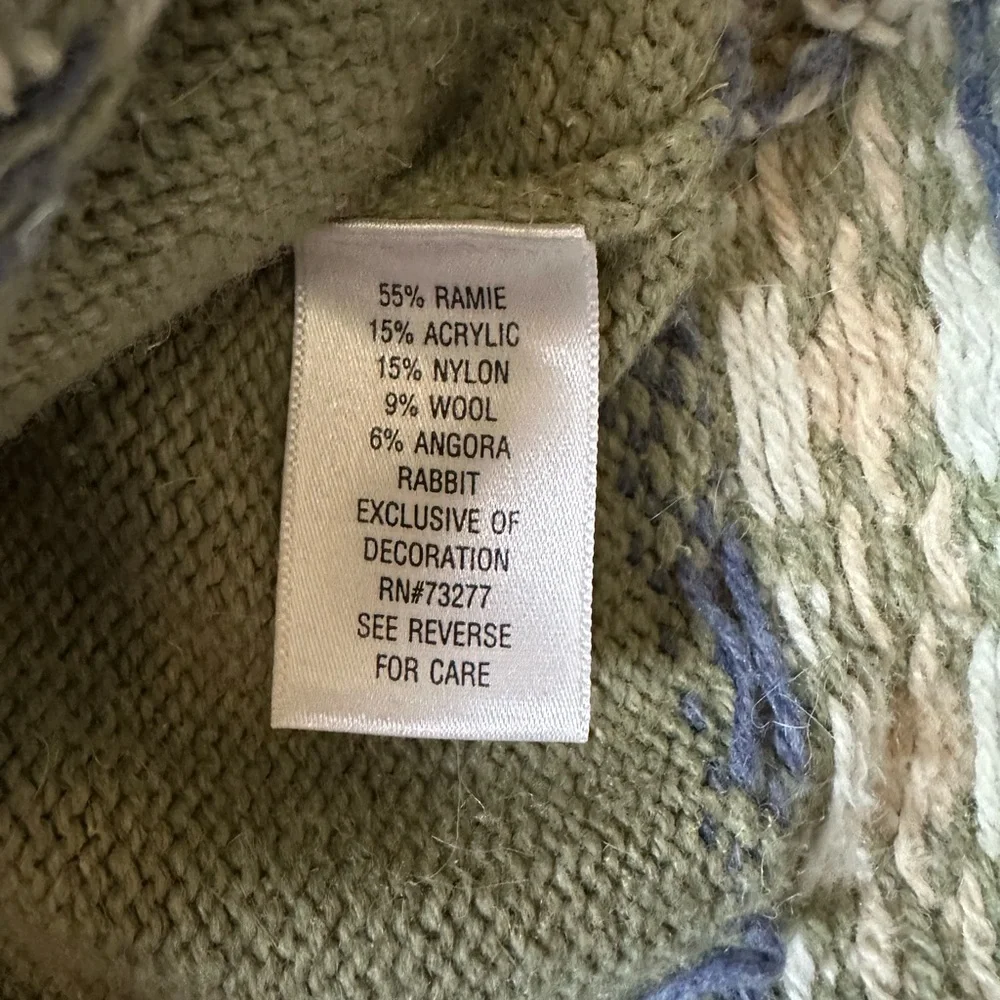 55% RAMIE
15% ACRYLIC
15% NYLON
9% WOOL
6% ANGORA
RABBIT
EXCLUSIVE OF
DECORATION
RN#73277
SEE REVERSE
FOR CARE